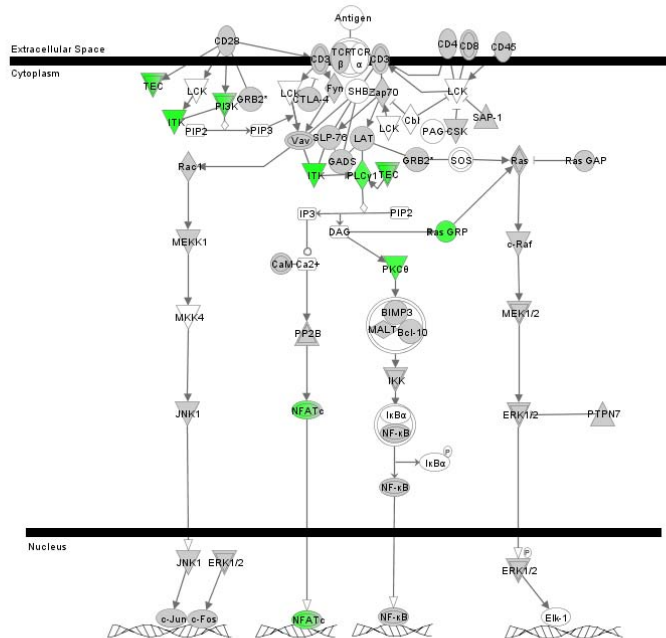 Antigen
CD28
CD4
CD8
CD45
Extracellular Space
CD3
TCR
β
TCR
α
CD3
Cytoplasm
TEC
LCK
PI3K
GRB2*
LCK
CTLA-4
Fyn
SHB
Zap70
LCK
ITK
PIP2
PIP3
LCK
Cbl
PAG
CSK
SAP-1
Vav
SLP-76
LAT
GADS
GRB2*
SOS
Ras
Ras GAP
Rac1
ITK
PLCγ1
TEC
IP3
PIP2
DAG
Ras GRP
MEKK1
c-Raf
CaM
Ca2+
PKCθ
MKK4
PP2B
BIMP3
MALT
Bcl-10
MEK1/2
IKK
JNK1
NFATc
IκBα
NF-κB
ERK1/2
PTPN7
IκBα
P
NF-κB
Nucleus
JNK1
ERK1/2
P
ERK1/2
c-Jun
c-Fos
NFATc
NF-κB
Elk-1